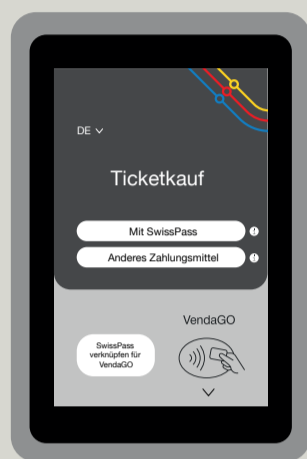 DE
Ticketkauf
Mit SwissPass
!
Anderes Zahlungsmittel
!
VendaGO
SwissPass
verknüpfen für
VendaGO